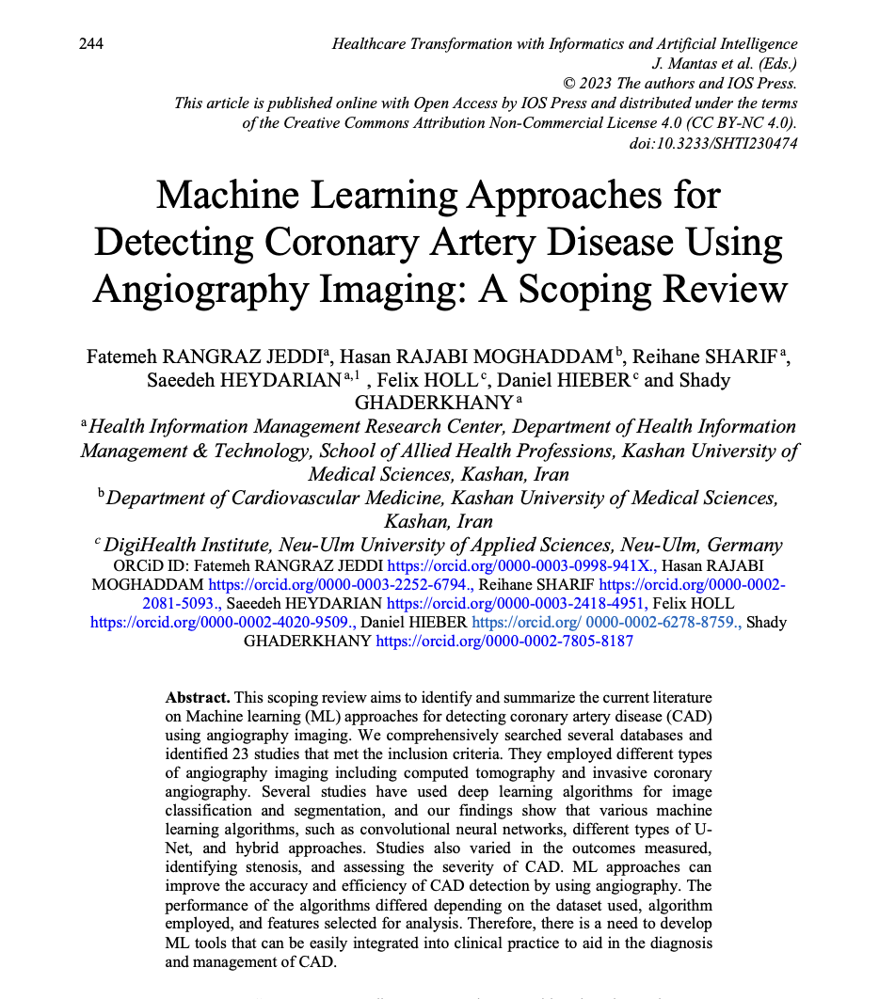 244
Healthcare Transformation with Informatics and Artificial Intelligence
J. Mantas et al. (Eds.)
© 2023 The authors and IOS Press.
This article is published online with Open Access by IOS Press and distributed under the terms
of the Creative Commons Attribution Non-Commercial License 4.0 (CC BY-NC 4.0).
doi:10.3233/SHTI230474
Machine Learning Approaches for
Detecting Coronary Artery Disease Using
Angiography Imaging: A Scoping Review
Fatemeh RANGRAZ JEDDIa, Hasan RAJABI MOGHADDAM b, Reihane SHARIF a,
Saeedeh HEYDARIAN a,1 , Felix HOLL c, Daniel HIEBER c and Shady
GHADERKHANY a
a Health Information Management Research Center, Department of Health Information
Management & Technology, School of Allied Health Professions, Kashan University of
Medical Sciences, Kashan, Iran
b Department of Cardiovascular Medicine, Kashan University of Medical Sciences,
Kashan, Iran
c DigiHealth Institute, Neu-Ulm University of Applied Sciences, Neu-Ulm, Germany
ORCiD ID: Fatemeh RANGRAZ JEDDI https://orcid.org/0000-0003-0998-941X., Hasan RAJABI
MOGHADDAM https://orcid.org/0000-0003-2252-6794., Reihane SHARIF https://orcid.org/0000-0002-
2081-5093., Saeedeh HEYDARIAN https://orcid.org/0000-0003-2418-4951, Felix HOLL
https://orcid.org/0000-0002-4020-9509., Daniel HIEBER https://orcid.org/ 0000-0002-6278-8759., Shady
GHADERKHANY https://orcid.org/0000-0002-7805-8187
Abstract. This scoping review aims to identify and summarize the current literature
on Machine learning (ML) approaches for detecting coronary artery disease (CAD)
using angiography imaging. We comprehensively searched several databases and
identified 23 studies that met the inclusion criteria. They employed different types
of angiography imaging including computed tomography and invasive coronary
angiography. Several studies have used deep learning algorithms for image
classification and segmentation, and our findings show that various machine
learning algorithms, such as convolutional neural networks, different types of U-
Net, and hybrid approaches. Studies also varied in the outcomes measured,
identifying stenosis, and assessing the severity of CAD. ML approaches can
improve the accuracy and efficiency of CAD detection by using angiography. The
performance of the algorithms differed depending on the dataset used, algorithm
employed, and features selected for analysis. Therefore, there is a need to develop
ML tools that can be easily integrated into clinical practice to aid in the diagnosis
and management of CAD.